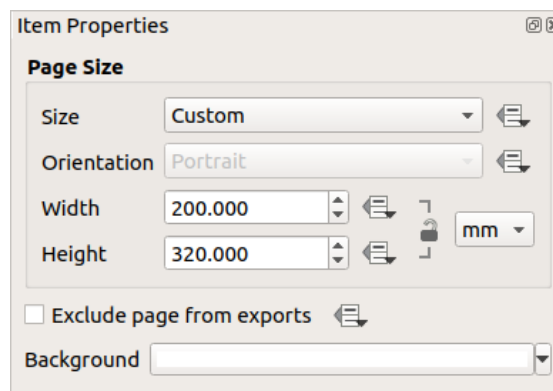 Item Properties
Page Size
Size Custom
Orientation Portrait
Width 200.000
Height 320.000
mm
Exclude page from exports
Background